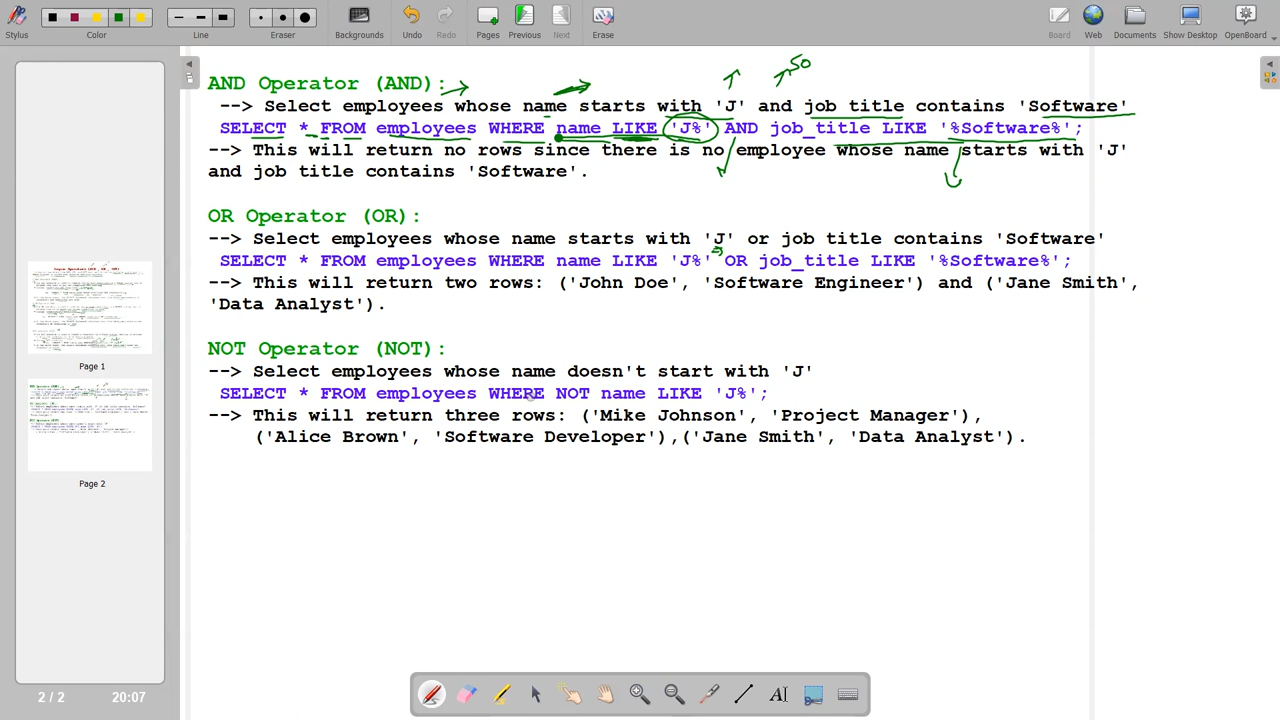 Stylus
Color
Line
Eraser
Backgrounds
Undo
Redo
Pages
Previous
Next
Erase
Board
Web
Documents
Show Desktop
OpenBoard
50
AND Operator (AND):
--> Select employees whose name starts with 'J' and job title contains 'Software'
SELECT * FROM employees WHERE name LIKE 'J%' AND job_title LIKE '%Software%';
--> This will return no rows since there is no employee whose name starts with 'J'
and job title contains 'Software'.
OR Operator (OR):
--> Select employees whose name starts with 'J' or job title contains 'Software'
SELECT * FROM employees WHERE name LIKE 'J%' OR job_title LIKE '%Software%';
--> This will return two rows: ('John Doe', 'Software Engineer') and ('Jane Smith',
'Data Analyst').
NOT Operator (NOT):
--> Select employees whose name doesn't start with 'J'
SELECT * FROM employees WHERE NOT name LIKE 'J%';
--> This will return three rows: ('Mike Johnson', 'Project Manager'),
('Alice Brown', 'Software Developer'),('Jane Smith', 'Data Analyst').
Page 1
Page 2
2 / 2
20:07